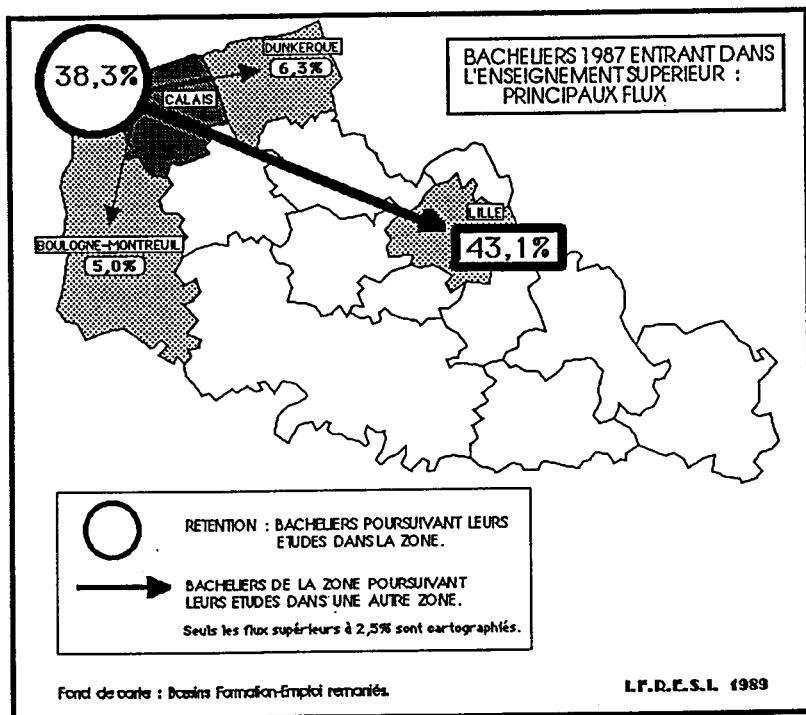 BACHELIERS 1987 ENTRANT DANS
L'ENSEIGNEMENT SUPERIEUR :
PRINCIPAUX FLUX
38,3%
DUNKERQUE
6,3%
CALAIS
LILLE
43,1%
BOULOGNE-MONTREUIL
5,0%
RETENTION : BACHELIERS POURSUIVANT LEURS
ETUDES DANS LA ZONE.
BACHELIERS DE LA ZONE POURSUIVANT
LEURS ETUDES DANS UNE AUTRE ZONE.
Seuls les flux supérieurs à 2,5% sont cartographiés.
Fond de carte : Bassins Formation-Emploi remaniés.
I.F.R.E.S.I. 1989